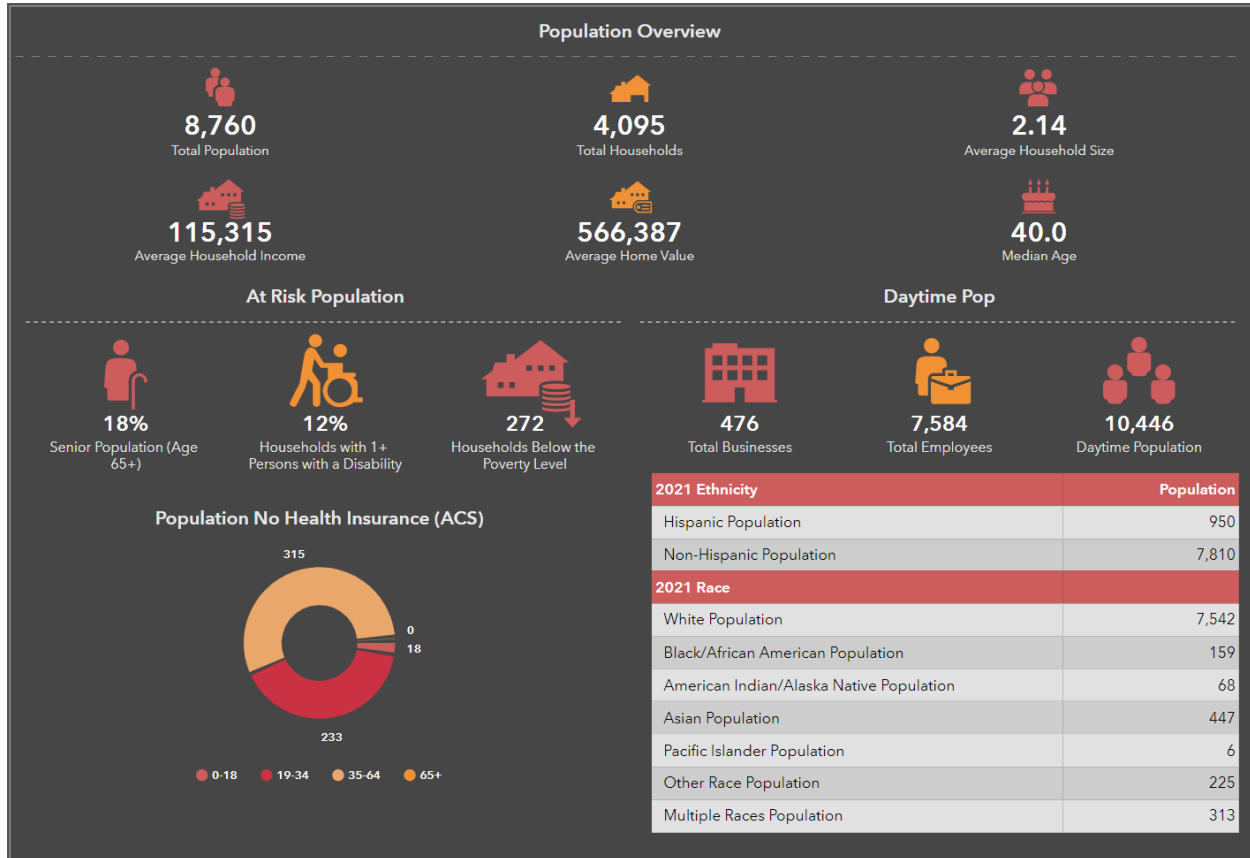 Population Overview
8,760
Total Population
4,095
Total Households
2.14
Average Household Size
115,315
Average Household Income
566,387
Average Home Value
40.0
Median Age
At Risk Population
18%
Senior Population (Age
65+)
12%
Households with 1+
Persons with a Disability
272
Households Below the
Poverty Level
Daytime Pop
476
Total Businesses
7,584
Total Employees
10,446
Daytime Population
Population No Health Insurance (ACS)
315
0
18
233
0-18 19-34 35-64 65+
2021 Ethnicity Population
Hispanic Population 950
Non-Hispanic Population 7,810
2021 Race
White Population 7,542
Black/African American Population 159
American Indian/Alaska Native Population 68
Asian Population 447
Pacific Islander Population 6
Other Race Population 225
Multiple Races Population 313